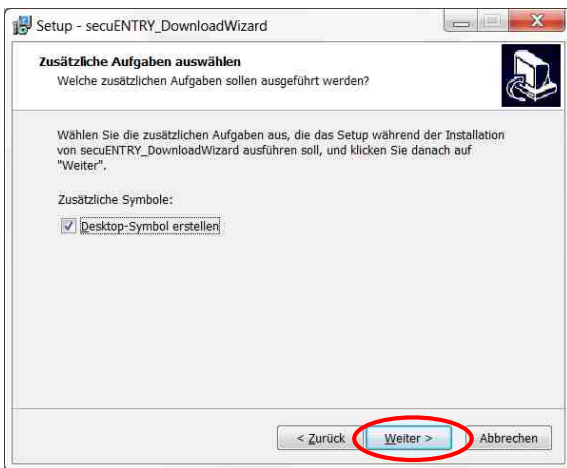 Setup - secuENTRY_DownloadWizard
Zusätzliche Aufgaben auswählen
Welche zusätzlichen Aufgaben sollen ausgeführt werden?
Wählen Sie die zusätzlichen Aufgaben aus, die das Setup während der Installation
von secuENTRY_DownloadWizard ausführen soll, und klicken Sie danach auf
"Weiter".
Zusätzliche Symbole:
Desktop-Symbol erstellen
< Zurück Weiter > Abbrechen